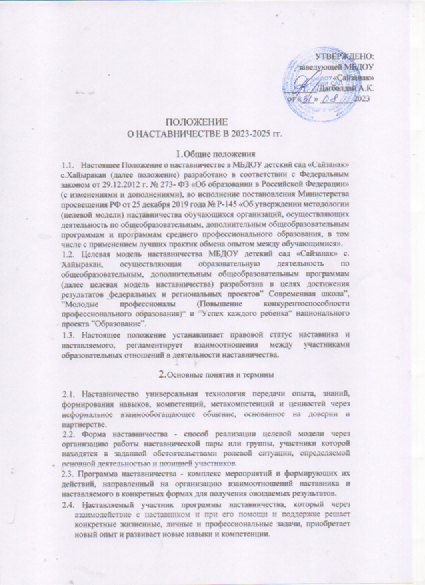 УТВЕРЖДЕНО:
заведующей МБДОУ
«Сайзанак»
Дагбалдай А.К.
от « » 08 2023
ПОЛОЖЕНИЕ
О НАСТАВНИЧЕСТВЕ В 2023-2025 гг.
1.Общие положения
1.1. Настоящее Положение о наставничестве в МБДОУ детский сад «Сайзанак»
с.Хайыракан (далее положение) разработано в соответствии с Федеральным
законом от 29.12.2012 г. № 273- ФЗ «Об образовании в Российской Федерации»
(с изменениями и дополнениями), во исполнение постановления Министерства
просвещения РФ от 25 декабря 2019 года № Р-145 «Об утверждении методологии
(целевой модели) наставничества обучающихся организаций, осуществляющих
деятельность по общеобразовательным, дополнительным общеобразовательным
программам и программам среднего профессионального образования, в том
числе с применением лучших практик обмена опытом между обучающимися».
1.2. Целевая модель наставничества МБДОУ детский сад «Сайзанак» с.
Хайыракан, осуществляющая образовательную деятельность по
общеобразовательным, дополнительным общеобразовательным программам
(далее целевая модель наставничества) разработана в целях достижения
результатов федеральных и региональных проектов" Современная школа",
"Молодые профессионалы (Повышение конкурентоспособности
профессионального образования)" и "Успех каждого ребенка" национального
проекта "Образование".
1.3. Настоящее положение устанавливает правовой статус наставника и
наставляемого, регламентирует взаимоотношения между участниками
образовательных отношений в деятельности наставничества.
2.Основные понятия и термины
2.1. Наставничество универсальная технология передачи опыта, знаний,
формирования навыков, компетенций, метакомпетенций и ценностей через
неформальное взаимообогащающее общение, основанное на доверии и
партнерстве.
2.2. Форма наставничества - способ реализации целевой модели через
организацию работы наставнической пары или группы, участники которой
находятся в заданной обстоятельствами ролевой ситуации, определяемой
основной деятельностью и позицией участников.
2.3. Программа наставничества - комплекс мероприятий и формирующих их
действий, направленный на организацию взаимоотношений наставника и
наставляемого в конкретных формах для получения ожидаемых результатов.
2.4. Наставляемый участник программы наставничества, который через
взаимодействие с наставником и при его помощи и поддержке решает
конкретные жизненные, личные и профессиональные задачи, приобретает
новый опыт и развивает новые навыки и компетенции.